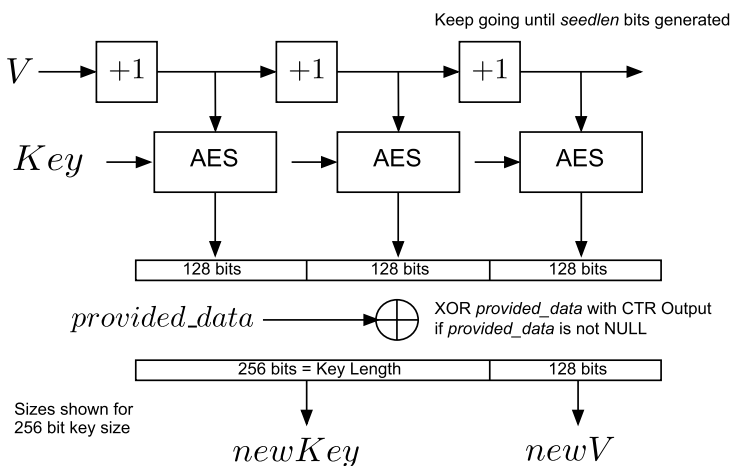 Keep going until seedlen bits generated
V
+1
+1
+1
Key
AES
AES
AES
128 bits
128 bits
128 bits
provided_data
XOR provided_data with CTR Output
if provided_data is not NULL
256 bits = Key Length
128 bits
Sizes shown for
256 bit key size
newKey
newV